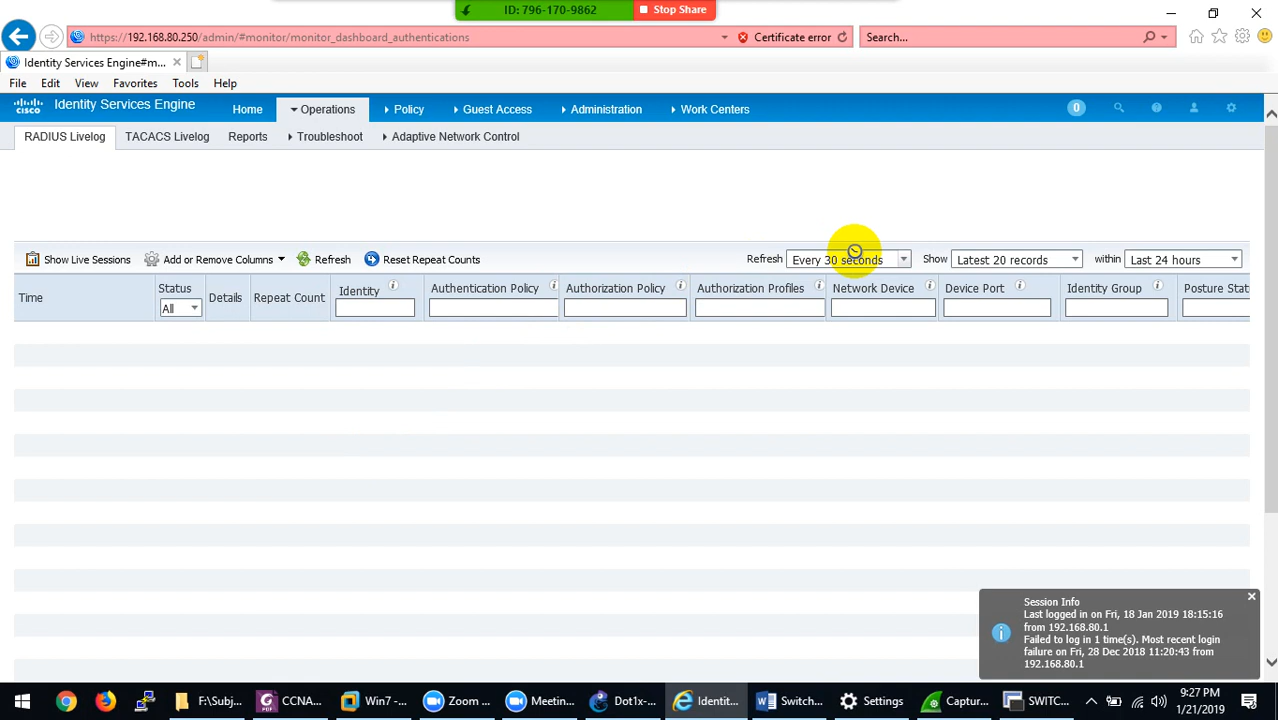 ID: 796-170-9862 Stop Share
https://192.168.80.250/admin/#monitor/monitor_dashboard_authentications Certificate error Search...
Identity Services Engine#m...
File Edit View Favorites Tools Help
cisco Identity Services Engine Home Operations Policy Guest Access Administration Work Centers 0
RADIUS Livelog TACACS Livelog Reports Troubleshoot Adaptive Network Control
Show Live Sessions Add or Remove Columns Refresh Reset Repeat Counts Refresh Every 30 seconds Show Latest 20 records within Last 24 hours
Time Status Details Repeat Count Identity Authentication Policy Authorization Policy Authorization Profiles Network Device Device Port Identity Group Posture Stat
All
Session Info
Last logged in on Fri, 18 Jan 2019 18:15:16
from 192.168.80.1
Failed to log in 1 time(s). Most recent login
failure on Fri, 28 Dec 2018 11:20:43 from
192.168.80.1
F:\Subj... CCNA... Win7 -... Zoom ... Meetin... Dot1x-... Identit... Switch... Settings Captur... SWITC...
9:27 PM
1/21/2019